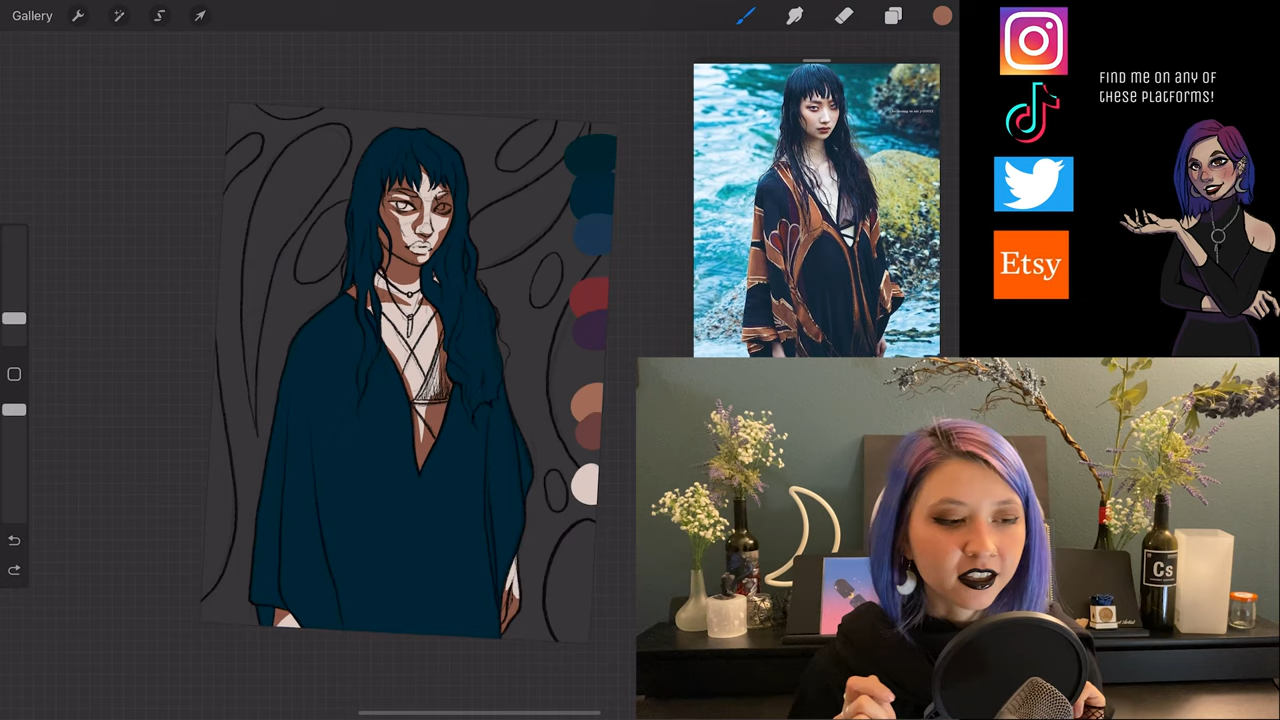 Gallery
Find me on any of
these platforms!
Etsy
Cs